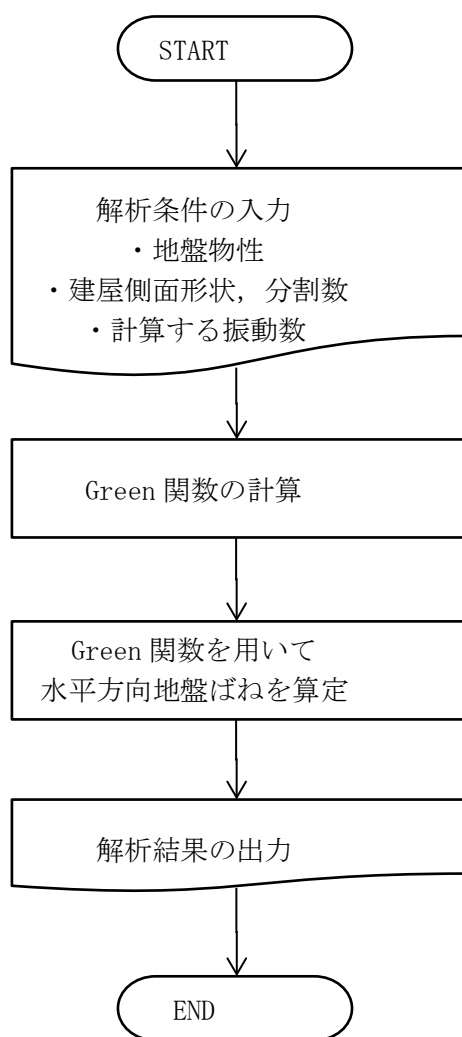 START
解析条件の入力
・地盤物性
・建屋側面形状，分割数
・計算する振動数
Green 関数の計算
Green 関数を用いて
水平方向地盤ばねを算定
解析結果の出力
END